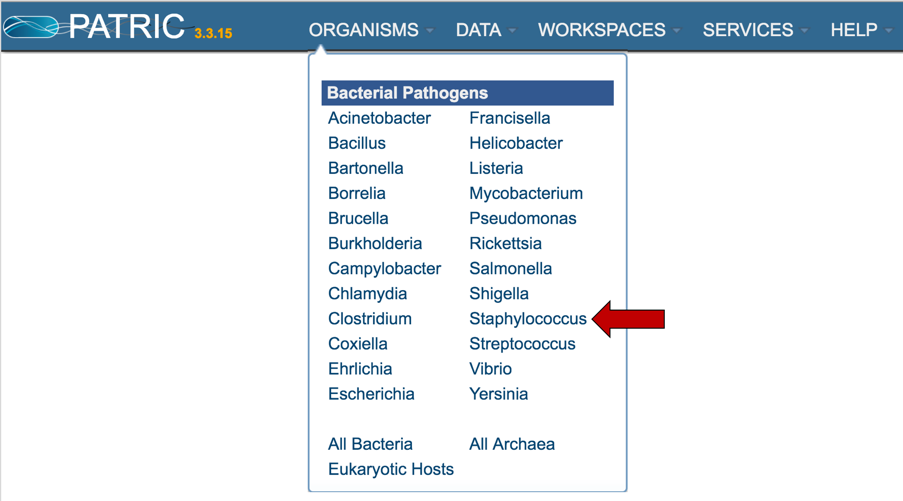 PATRIC 3.3.15 ORGANISMS DATA WORKSPACES SERVICES HELP
Bacterial Pathogens
Acinetobacter Francisella
Bacillus Helicobacter
Bartonella Listeria
Borrelia Mycobacterium
Brucella Pseudomonas
Burkholderia Rickettsia
Campylobacter Salmonella
Chlamydia Shigella
Clostridium Staphylococcus
Coxiella Streptococcus
Ehrlichia Vibrio
Escherichia Yersinia
All Bacteria All Archaea
Eukaryotic Hosts